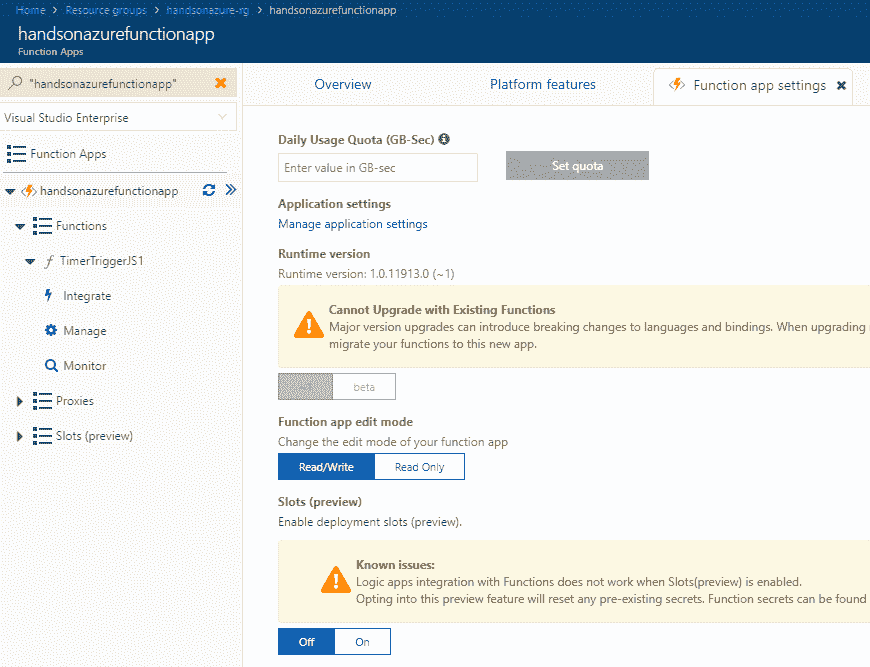 Home > Resource groups > handsonazure-rg > handsonazurefunctionapp
handsonazurefunctionapp
Function Apps
"handsonazurefunctionapp"
Visual Studio Enterprise
Function Apps
handsonazurefunctionapp
Functions
TimerTriggerJS1
Integrate
Manage
Monitor
Proxies
Slots (preview)
Overview
Platform features
Function app settings
Daily Usage Quota (GB-Sec)
Enter value in GB-sec
Set quota
Application settings
Manage application settings
Runtime version
Runtime version: 1.0.11913.0 (~1)
Cannot Upgrade with Existing Functions
Major version upgrades can introduce breaking changes to languages and bindings. When upgrading
migrate your functions to this new app.
~1
beta
Function app edit mode
Change the edit mode of your function app
Read/Write
Read Only
Slots (preview)
Enable deployment slots (preview).
Known issues:
Logic apps integration with Functions does not work when Slots(preview) is enabled.
Opting into this preview feature will reset any pre-existing secrets. Function secrets can be found
Off
On